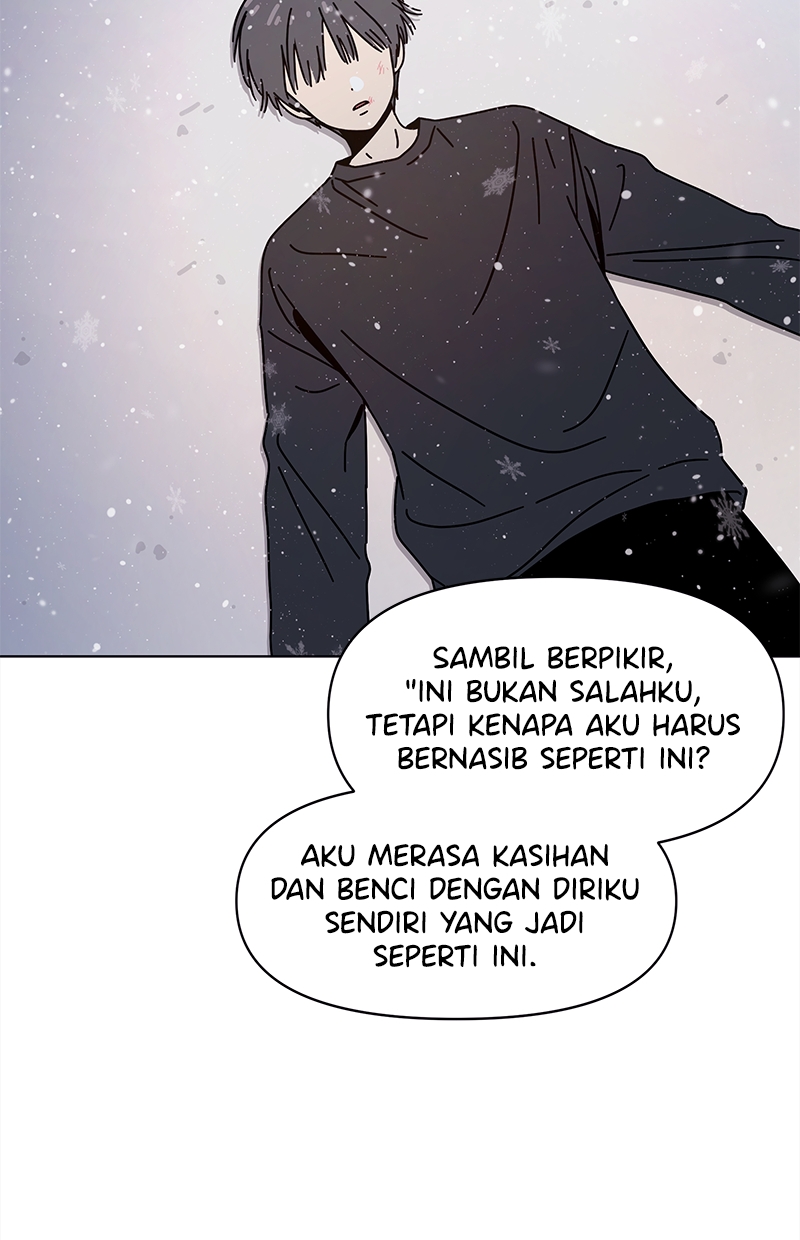 SAMBIL BERPIKIR,
"INI BUKAN SALAHKU,
TETAPI KENAPA AKU HARUS
BERNASIB SEPERTI INI?
AKU MERASA KASIHAN
DAN BENCI DENGAN DIRIKU
SENDIRI YANG JADI
SEPERTI INI.